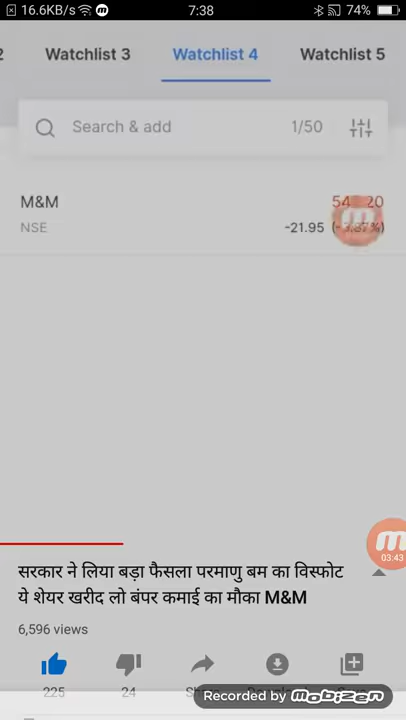 16.6KB/s 7:38 74%
2 Watchlist 3 Watchlist 4 Watchlist 5
Search & add 1/50
M&M
NSE -21.95
सरकार ने लिया बड़ा फैसला परमाणु बम का विस्फोट
ये शेयर खरीद लो बंपर कमाई का मौका M&M
6,596 views
03:43
225 24
Recorded by mobizen